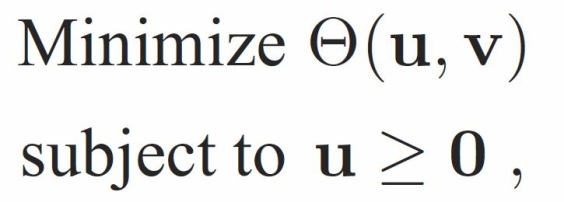 Minimize Θ(u, v)
subject to u ≥ 0 ,